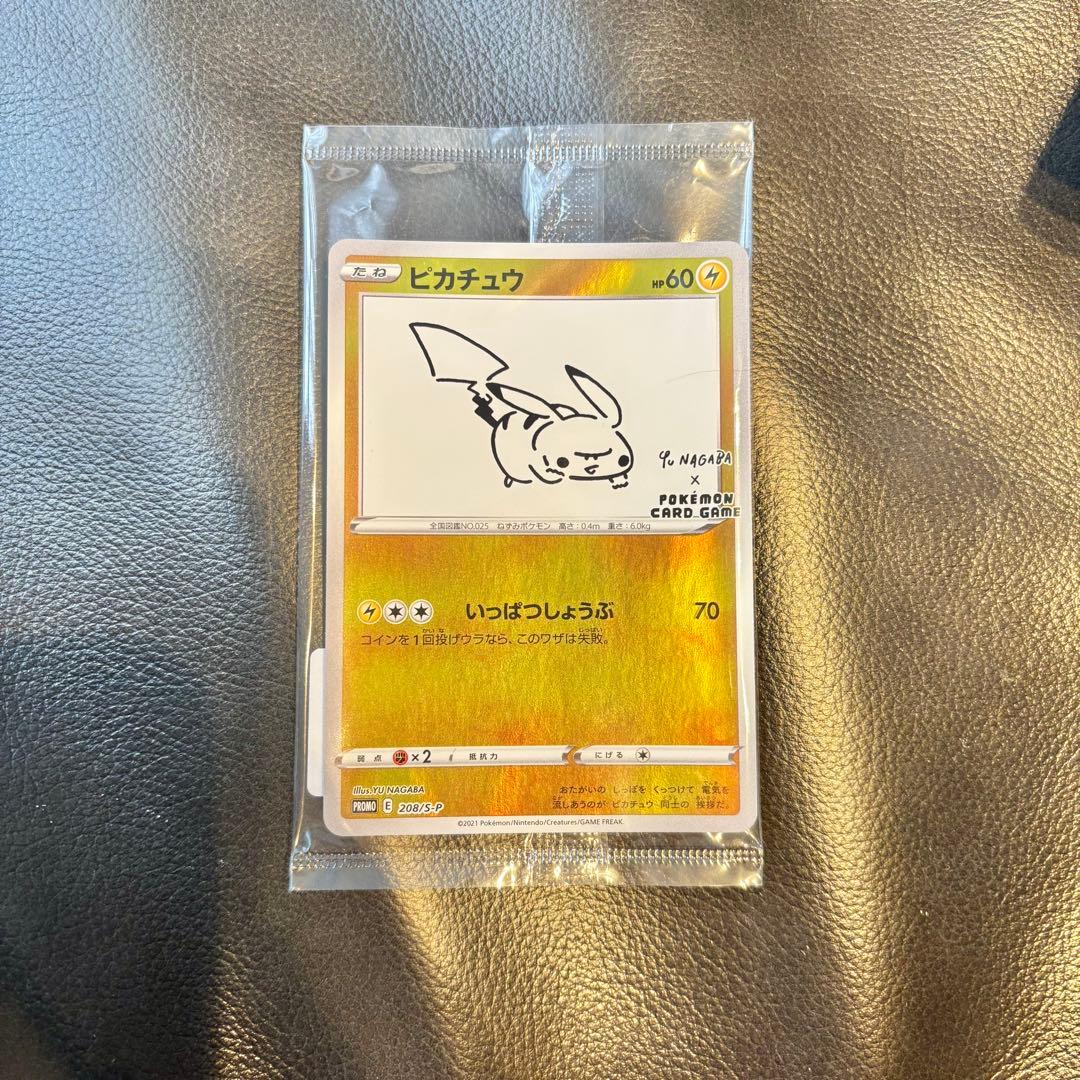 たね ピカチュウ HP60
Yu NAGABA
×
POKÉMON
CARD GAME
全国図鑑NO.025 ねずみポケモン 高さ:0.4m 重さ:6.0kg
いっぱつしょうぶ 70
コインを1回投げウラなら、このワザは失敗。
弱点 ×2 抵抗力 にげる
Illus.YU NAGABA
おたがいの しっぽを くっつけて 電気を
流しあうのが ピカチュウ 同士の 挨拶だ。
PROMO E 208/S-P
©2021 Pokémon/Nintendo/Creatures/GAME FREAK.